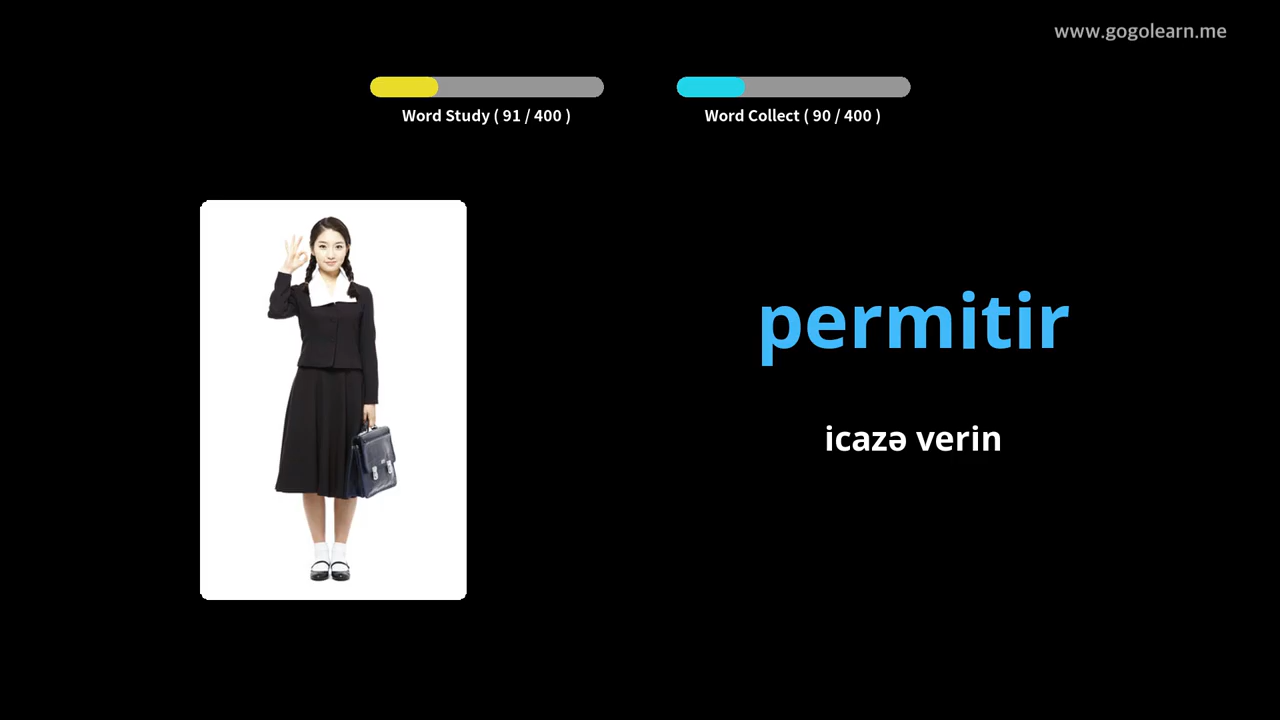 www.gogolearn.me
Word Study ( 91 / 400 )
Word Collect ( 90 / 400 )
permitir
icazə verin